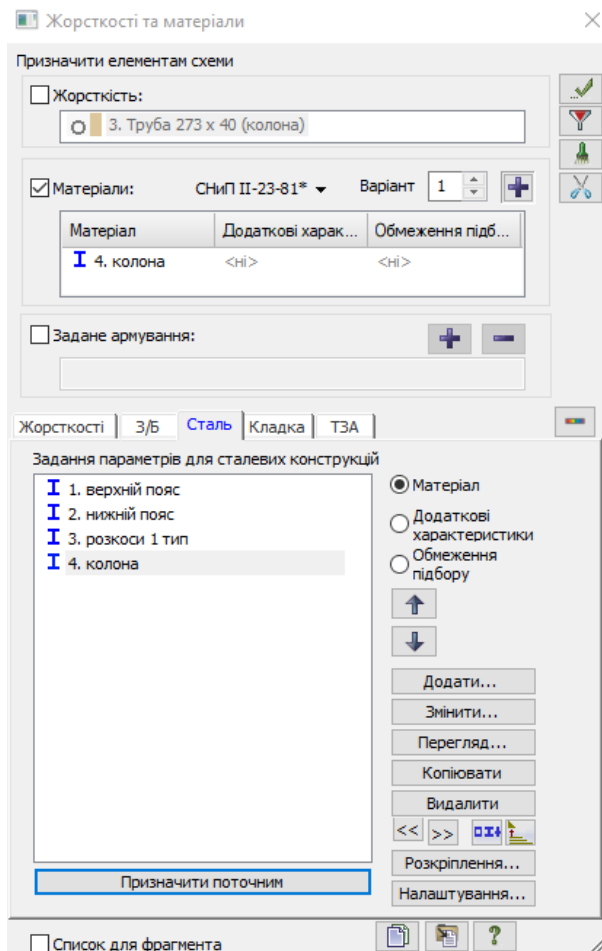 Жорсткості та матеріали
Призначити елементам схеми
Жорсткість:
3. Труба 273 x 40 (колона)
Матеріали: СНиП II-23-81* Варіант 1
Матеріал Додаткові харак... Обмеження підб...
4. колона <ні> <ні>
Задане армування:
Жорсткості З/Б Сталь Кладка ТЗА
Задання параметрів для сталевих конструкцій
1. верхній пояс
2. нижній пояс
3. розкоси 1 тип
4. колона
Матеріал
Додаткові
характеристики
Обмеження
підбору
Додати...
Змінити...
Перегляд...
Копіювати
Видалити
<< >>
Розкріплення...
Призначити поточним
Налаштування...
Список для фрагмента
?